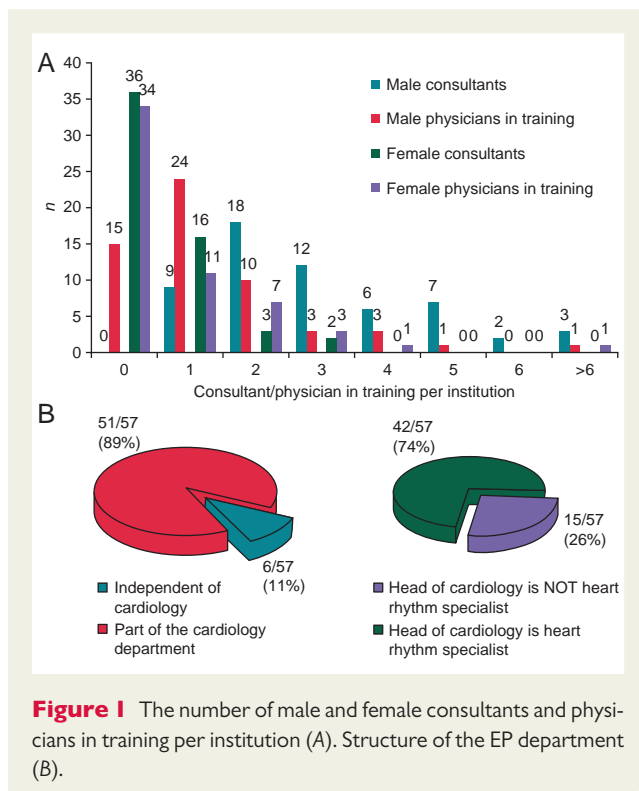 A
40
35
30
25
20
15
10
5
0
n
0 15 36 34
9 24 16 11
18 10 3 7
12 3 2 3
6 3 0 1
7 1 0 0
2 0 0 0
3 1 0 1
Male consultants
Male physicians in training
Female consultants
Female physicians in training
0 1 2 3 4 5 6 >6
Consultant/physician in training per institution
B
51/57
(89%)
6/57
(11%)
Independent of
cardiology
Part of the cardiology
department
42/57
(74%)
15/57
(26%)
Head of cardiology is NOT heart
rhythm specialist
Head of cardiology is heart
rhythm specialist
Figure 1 The number of male and female consultants and physi-
cians in training per institution (A). Structure of the EP department
(B).